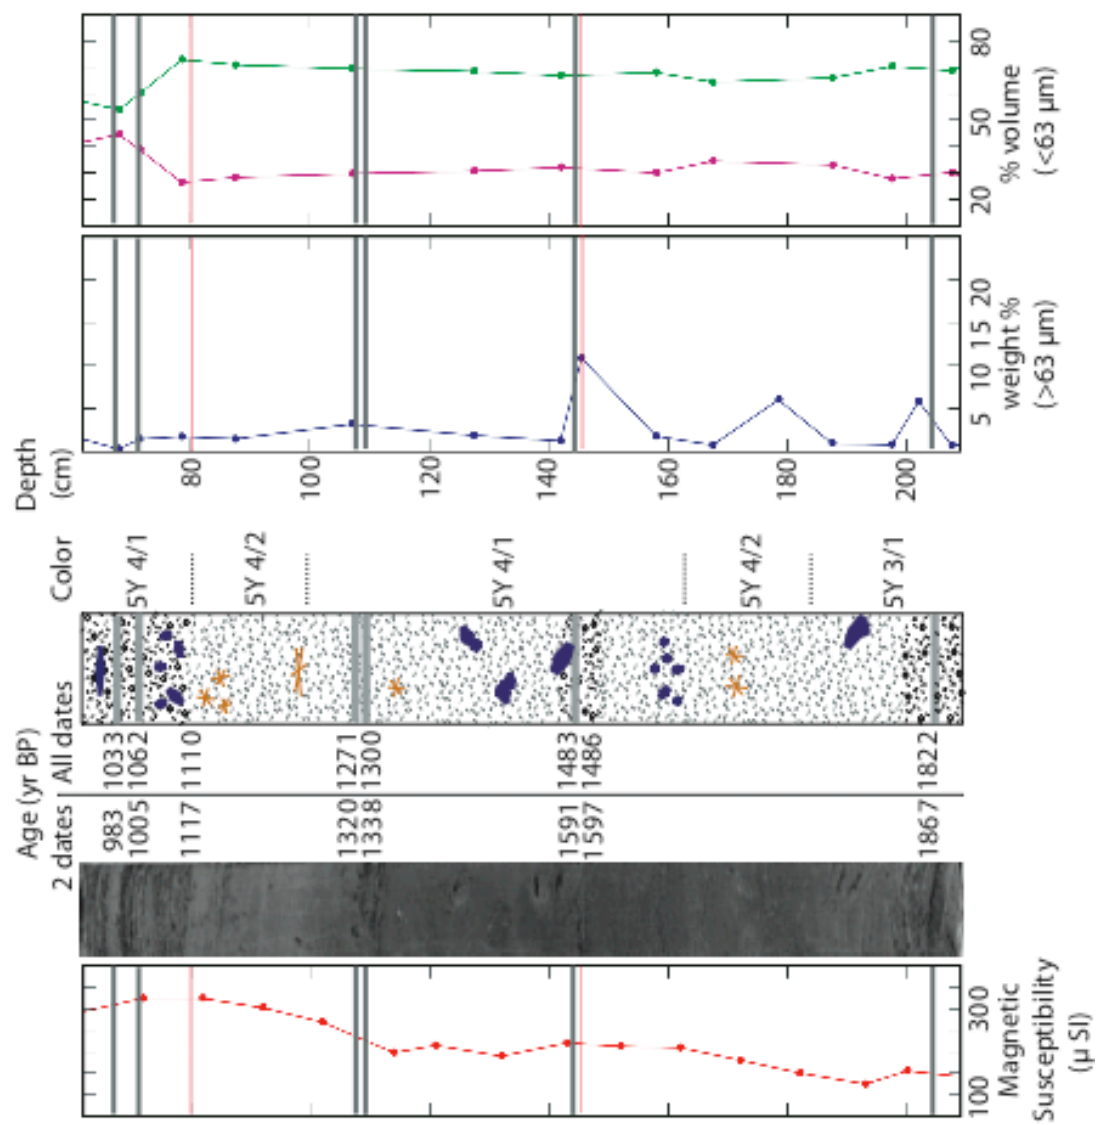 80
50
20
% volume
(<63 µm)
20
15
10
5
weight %
(>63 µm)
Depth
(cm)
80
100
120
140
160
180
200
Color
5Y 4/1
5Y 4/2
5Y 4/1
5Y 4/2
5Y 3/1
Age (yr BP)
All dates
1033
1062
1110
1271
1300
1483
1486
1822
2 dates
983
1005
1117
1320
1338
1591
1597
1867
300
100
Magnetic
Susceptibility
(µ SI)